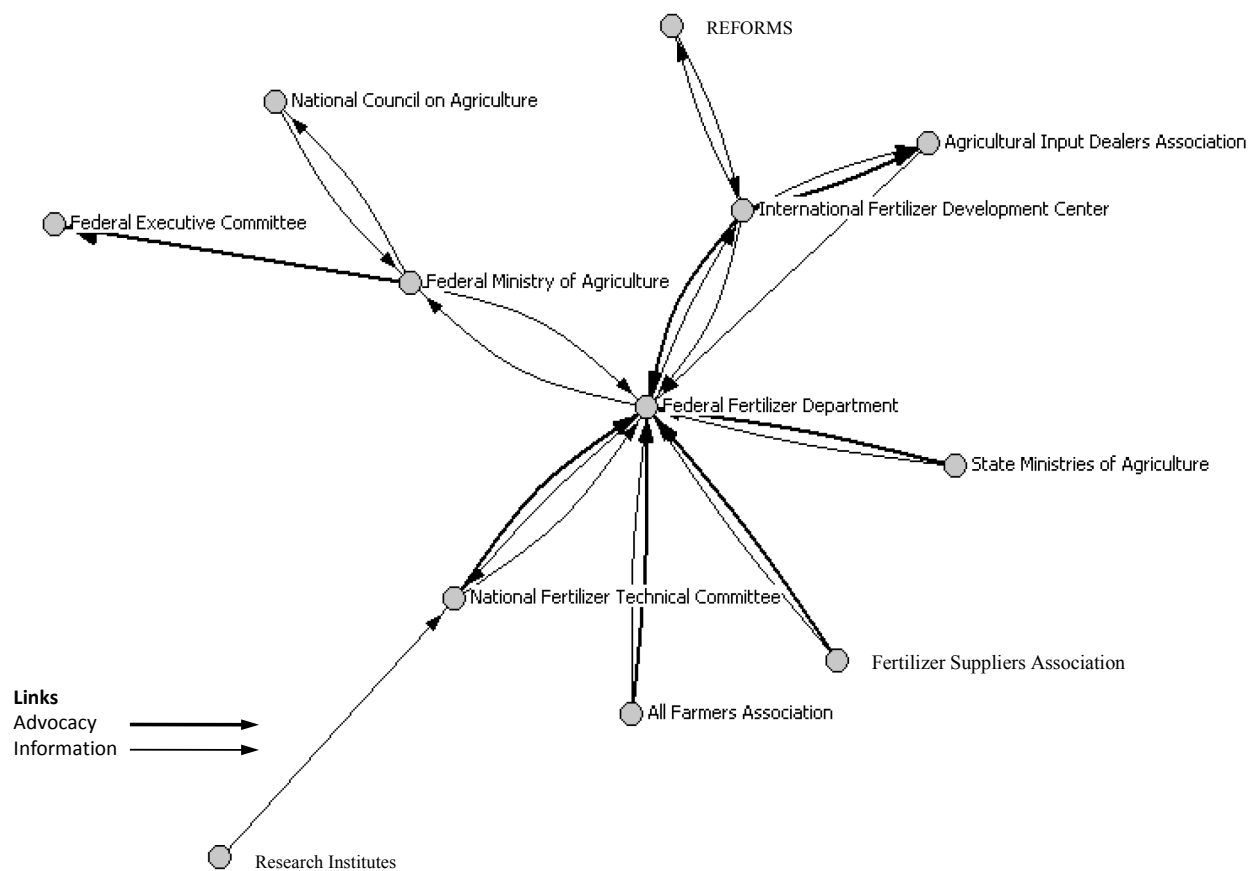 REFORMS
National Council on Agriculture
Agricultural Input Dealers Association
International Fertilizer Development Center
Federal Executive Committee
Federal Ministry of Agriculture
Federal Fertilizer Department
State Ministries of Agriculture
National Fertilizer Technical Committee
Fertilizer Suppliers Association
All Farmers Association
Links
Advocacy
Information
Research Institutes